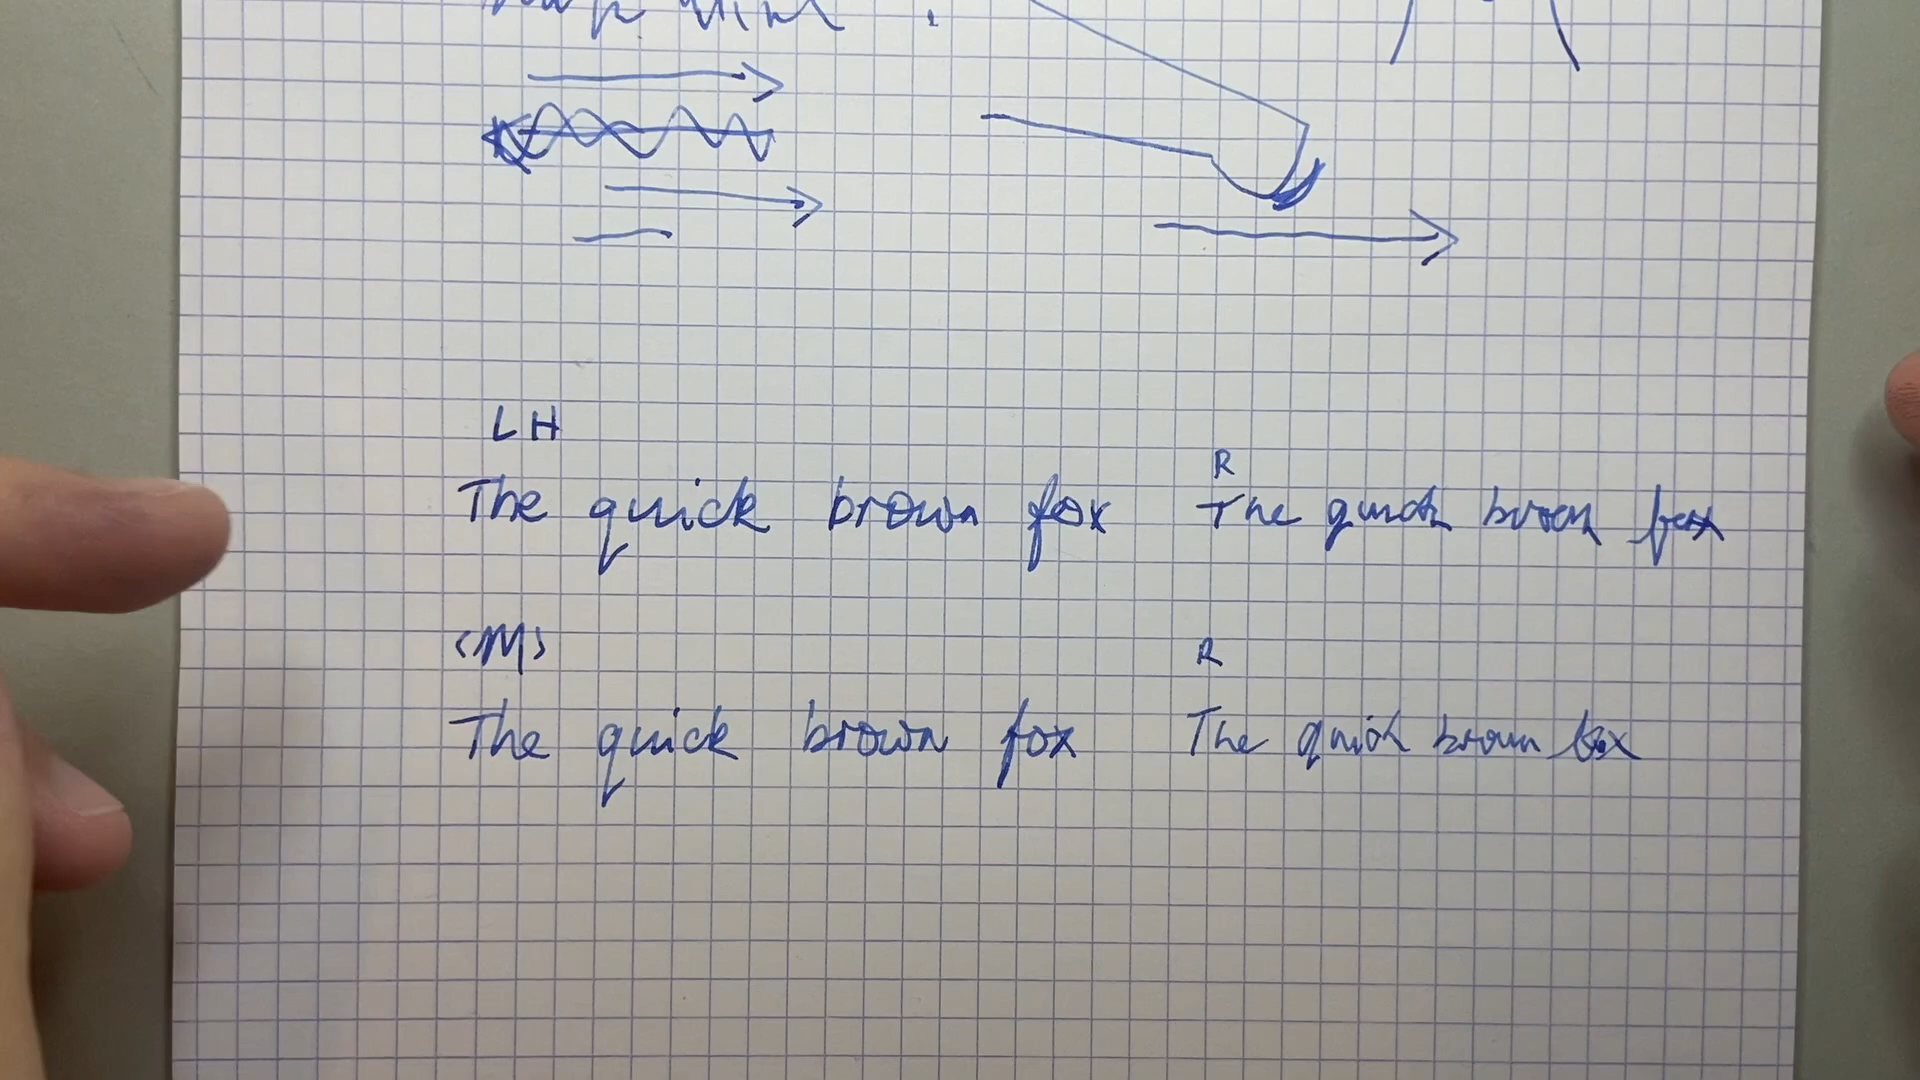 LH
R
The quick brown fox The quick brown fox
<M> R
The quick brown fox The quick brown fox